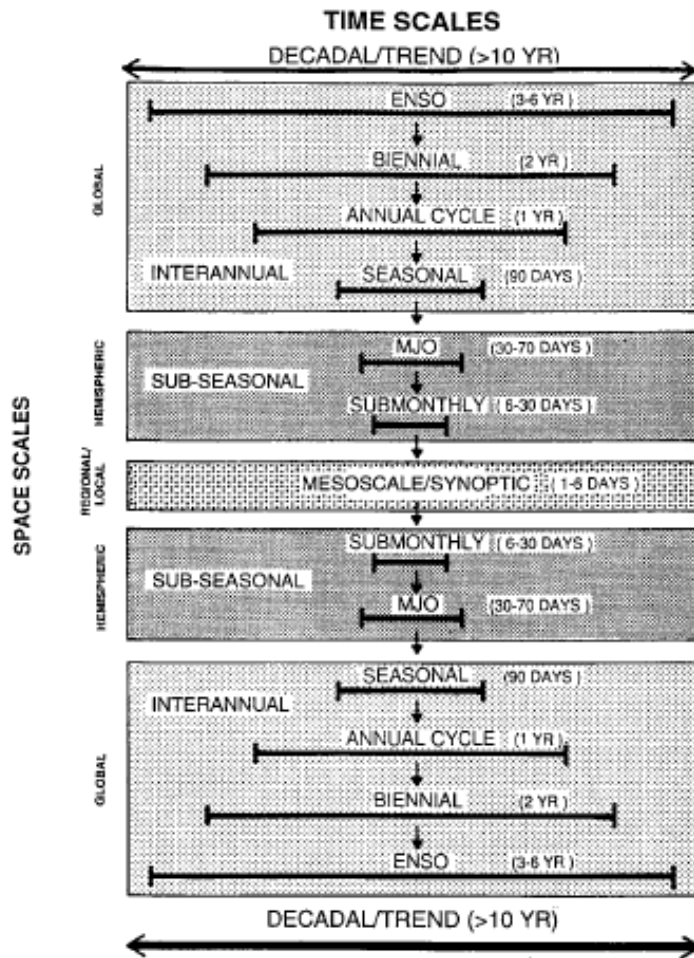 TIME SCALES
DECADAL/TREND (>10 YR)
ENSO (3-6 YR)
BIENNIAL (2 YR)
ANNUAL CYCLE (1 YR)
INTERANNUAL SEASONAL (90 DAYS)
GLOBAL
MJO (30-70 DAYS)
SUB-SEASONAL
SUBMONTHLY (6-30 DAYS)
HEMISPHERIC
MESOSCALE/SYNOPTIC (1-6 DAYS)
REGIONAL/
LOCAL
SPACE SCALES
SUBMONTHLY (6-30 DAYS)
SUB-SEASONAL
MJO (30-70 DAYS)
HEMISPHERIC
SEASONAL (90 DAYS)
INTERANNUAL
ANNUAL CYCLE (1 YR)
BIENNIAL (2 YR)
ENSO (3-6 YR)
GLOBAL
DECADAL/TREND (>10 YR)